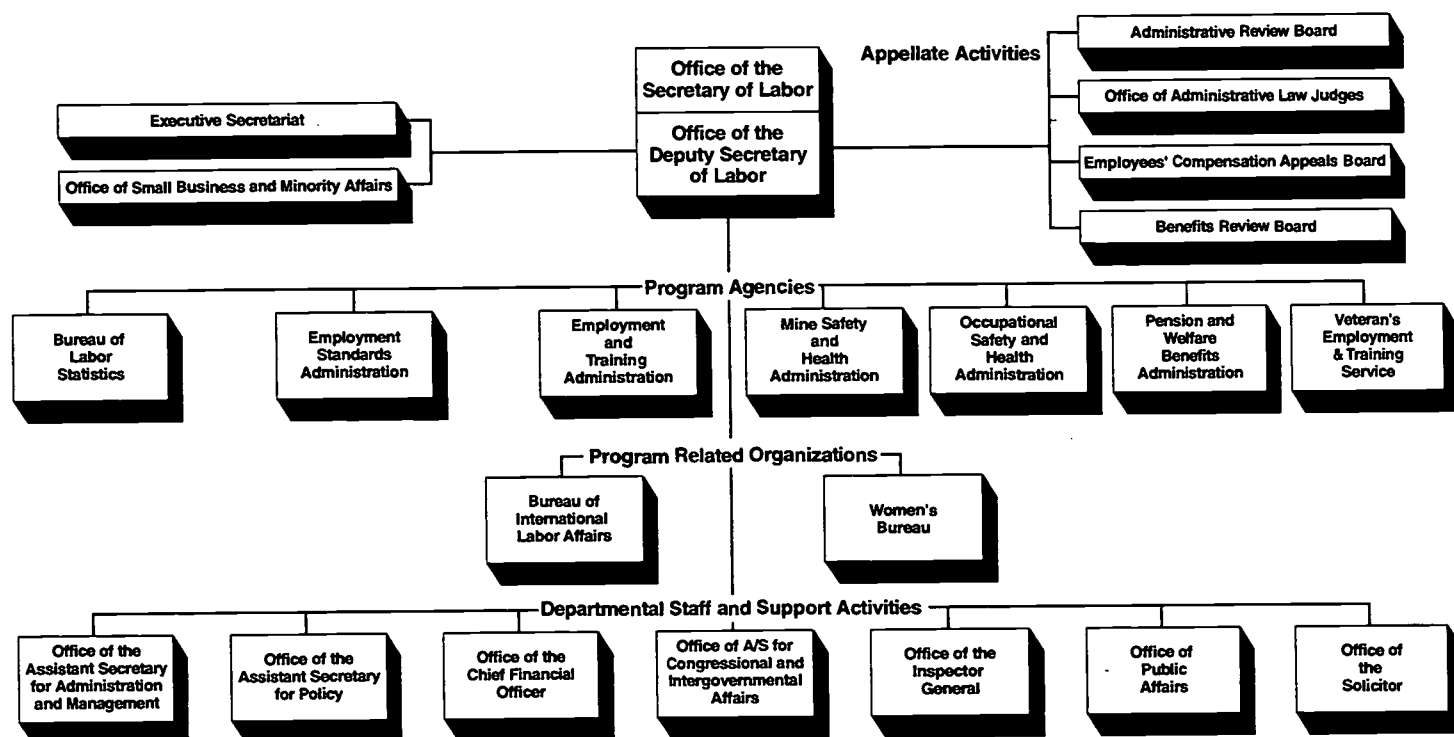 Office of the
Secretary of Labor
Office of the
Deputy Secretary
of Labor
Executive Secretariat
Office of Small Business and Minority Affairs
Appellate Activities
Administrative Review Board
Office of Administrative Law Judges
Employees' Compensation Appeals Board
Benefits Review Board
Program Agencies
Bureau of
Labor
Statistics
Employment
Standards
Administration
Employment
and
Training
Administration
Mine Safety
and
Health
Administration
Occupational
Safety and
Health
Administration
Pension and
Welfare
Benefits
Administration
Veteran's
Employment
& Training
Service
Program Related Organizations
Bureau of
International
Labor Affairs
Women's
Bureau
Departmental Staff and Support Activities
Office of the
Assistant Secretary
for Administration
and Management
Office of the
Assistant Secretary
for Policy
Office of the
Chief Financial
Officer
Office of A/S for
Congressional and
Intergovernmental
Affairs
Office of the
Inspector
General
Office of
Public
Affairs
Office of
the
Solicitor